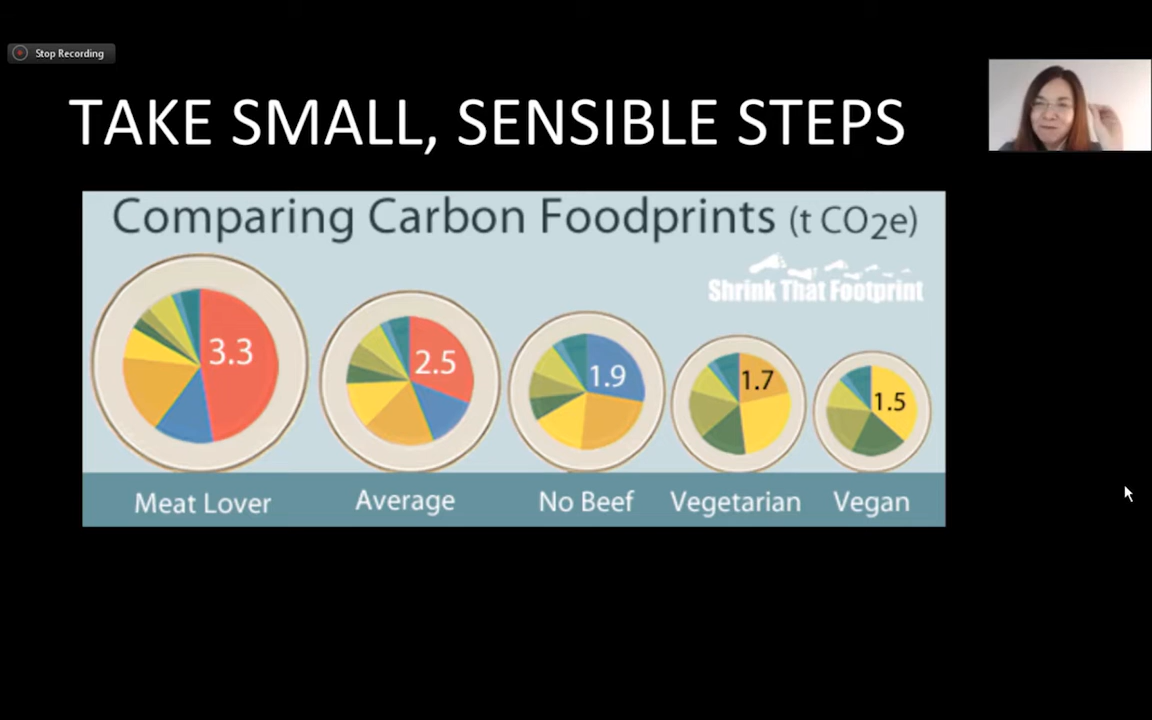 Stop Recording
TAKE SMALL, SENSIBLE STEPS
Comparing Carbon Foodprints (t CO2e)
Shrink That Footprint
3.3
2.5
1.9
1.7
1.5
Meat Lover
Average
No Beef
Vegetarian
Vegan